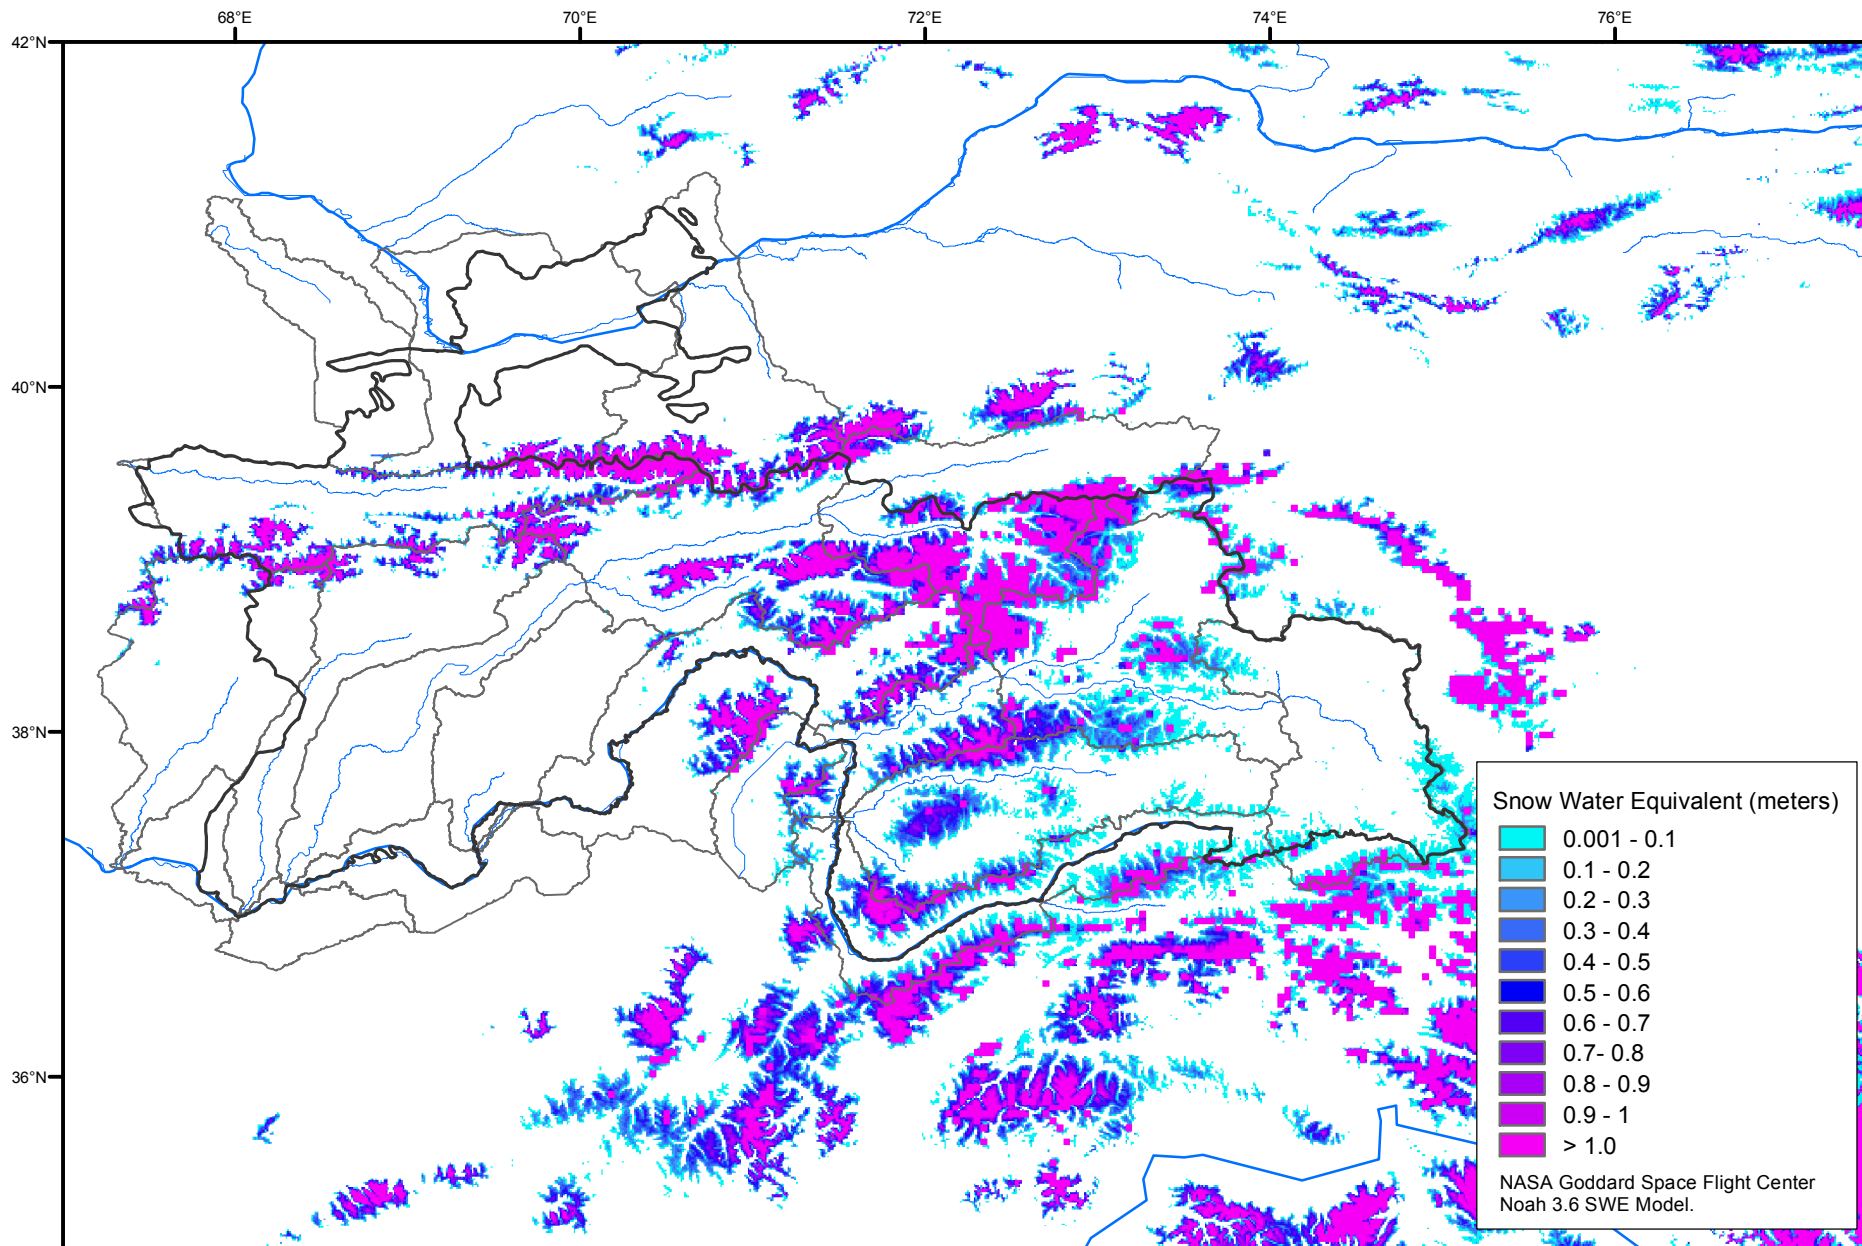 68°E
70°E
72°E
74°E
76°E
42°N
40°N
38°N
36°N
Snow Water Equivalent (meters)
0.001 - 0.1
0.1 - 0.2
0.2 - 0.3
0.3 - 0.4
0.4 - 0.5
0.5 - 0.6
0.6 - 0.7
0.7- 0.8
0.8 - 0.9
0.9 - 1
> 1.0
NASA Goddard Space Flight Center
Noah 3.6 SWE Model.